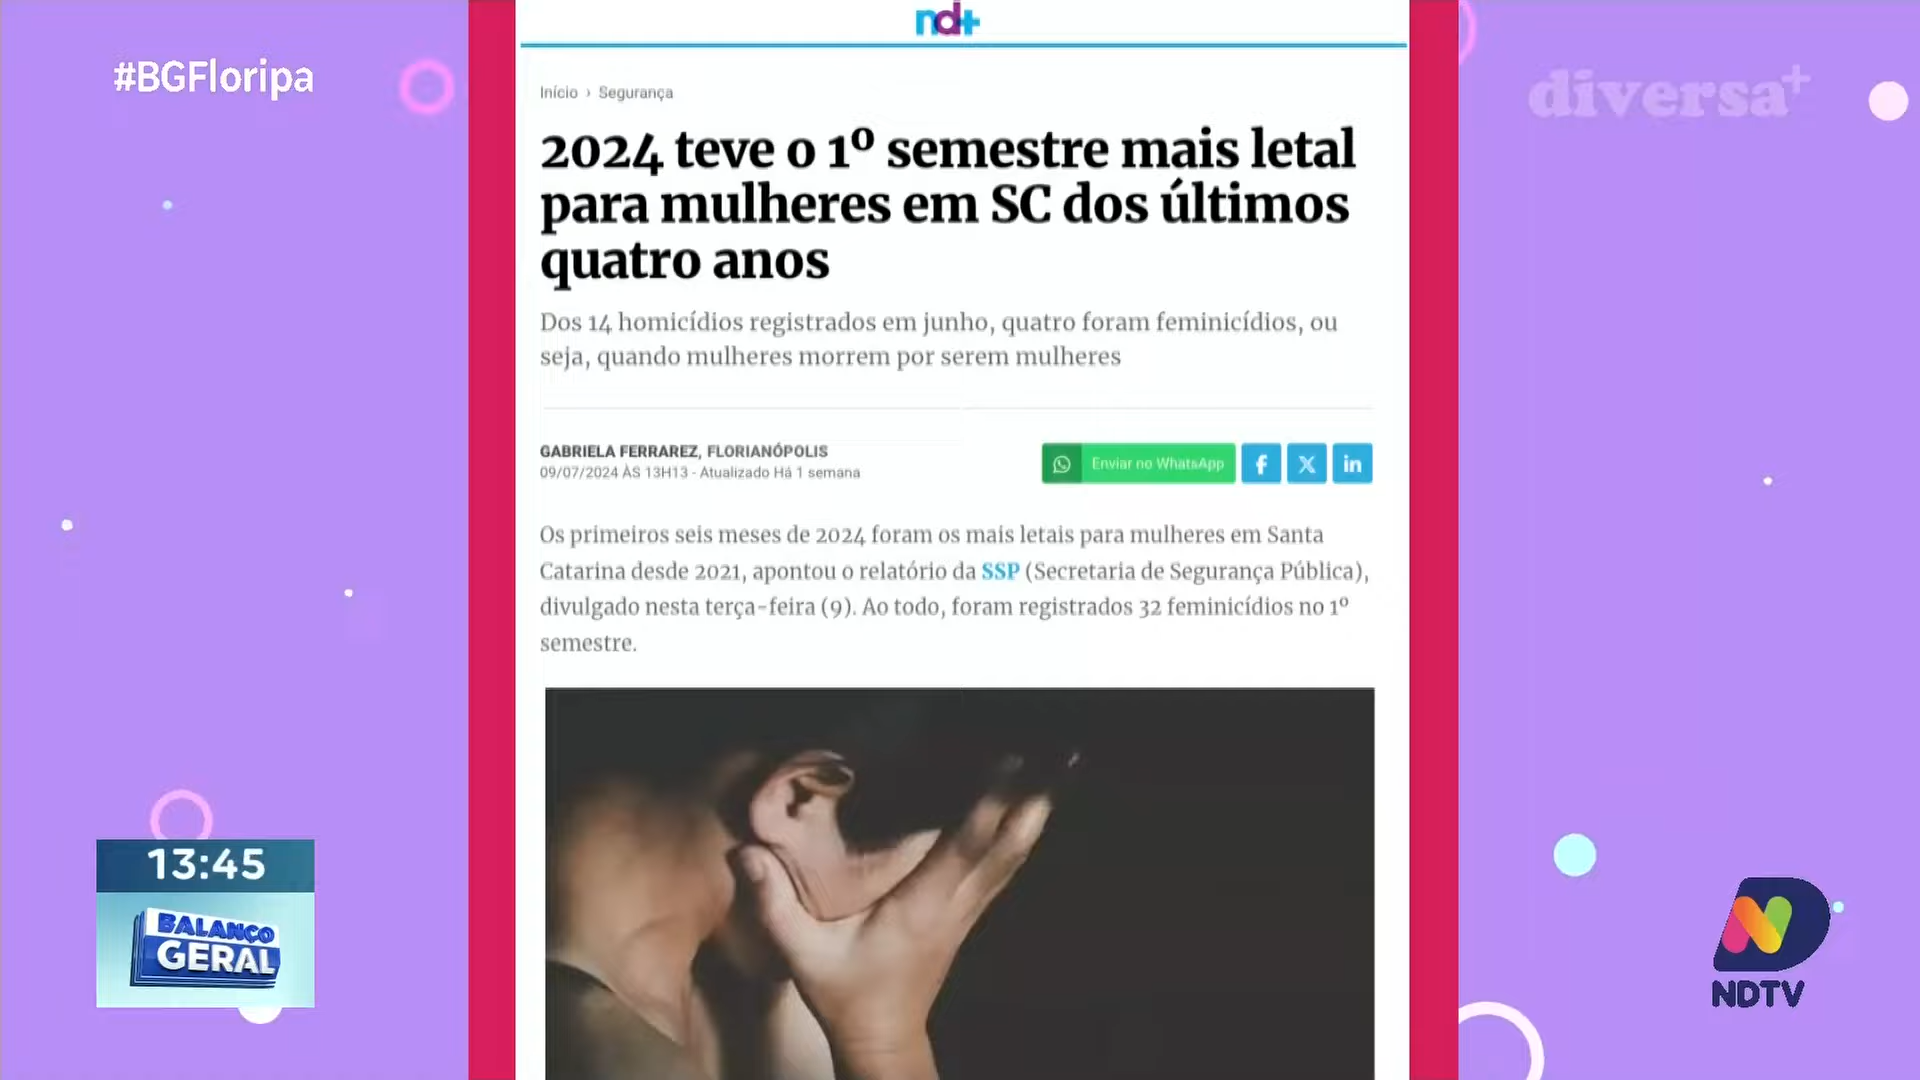 #BGFloripa
nd+
diversa+
Início › Segurança
2024 teve o 1º semestre mais letal
para mulheres em SC dos últimos
quatro anos
Dos 14 homicídios registrados em junho, quatro foram feminicídios, ou
seja, quando mulheres morrem por serem mulheres
GABRIELA FERRAREZ, FLORIANÓPOLIS
09/07/2024 ÀS 13H13 - Atualizado Há 1 semana
Enviar no WhatsApp
Os primeiros seis meses de 2024 foram os mais letais para mulheres em Santa
Catarina desde 2021, apontou o relatório da SSP (Secretaria de Segurança Pública),
divulgado nesta terça-feira (9). Ao todo, foram registrados 32 feminicídios no 1º
semestre.
13:45
BALANÇO
GERAL
NDTV